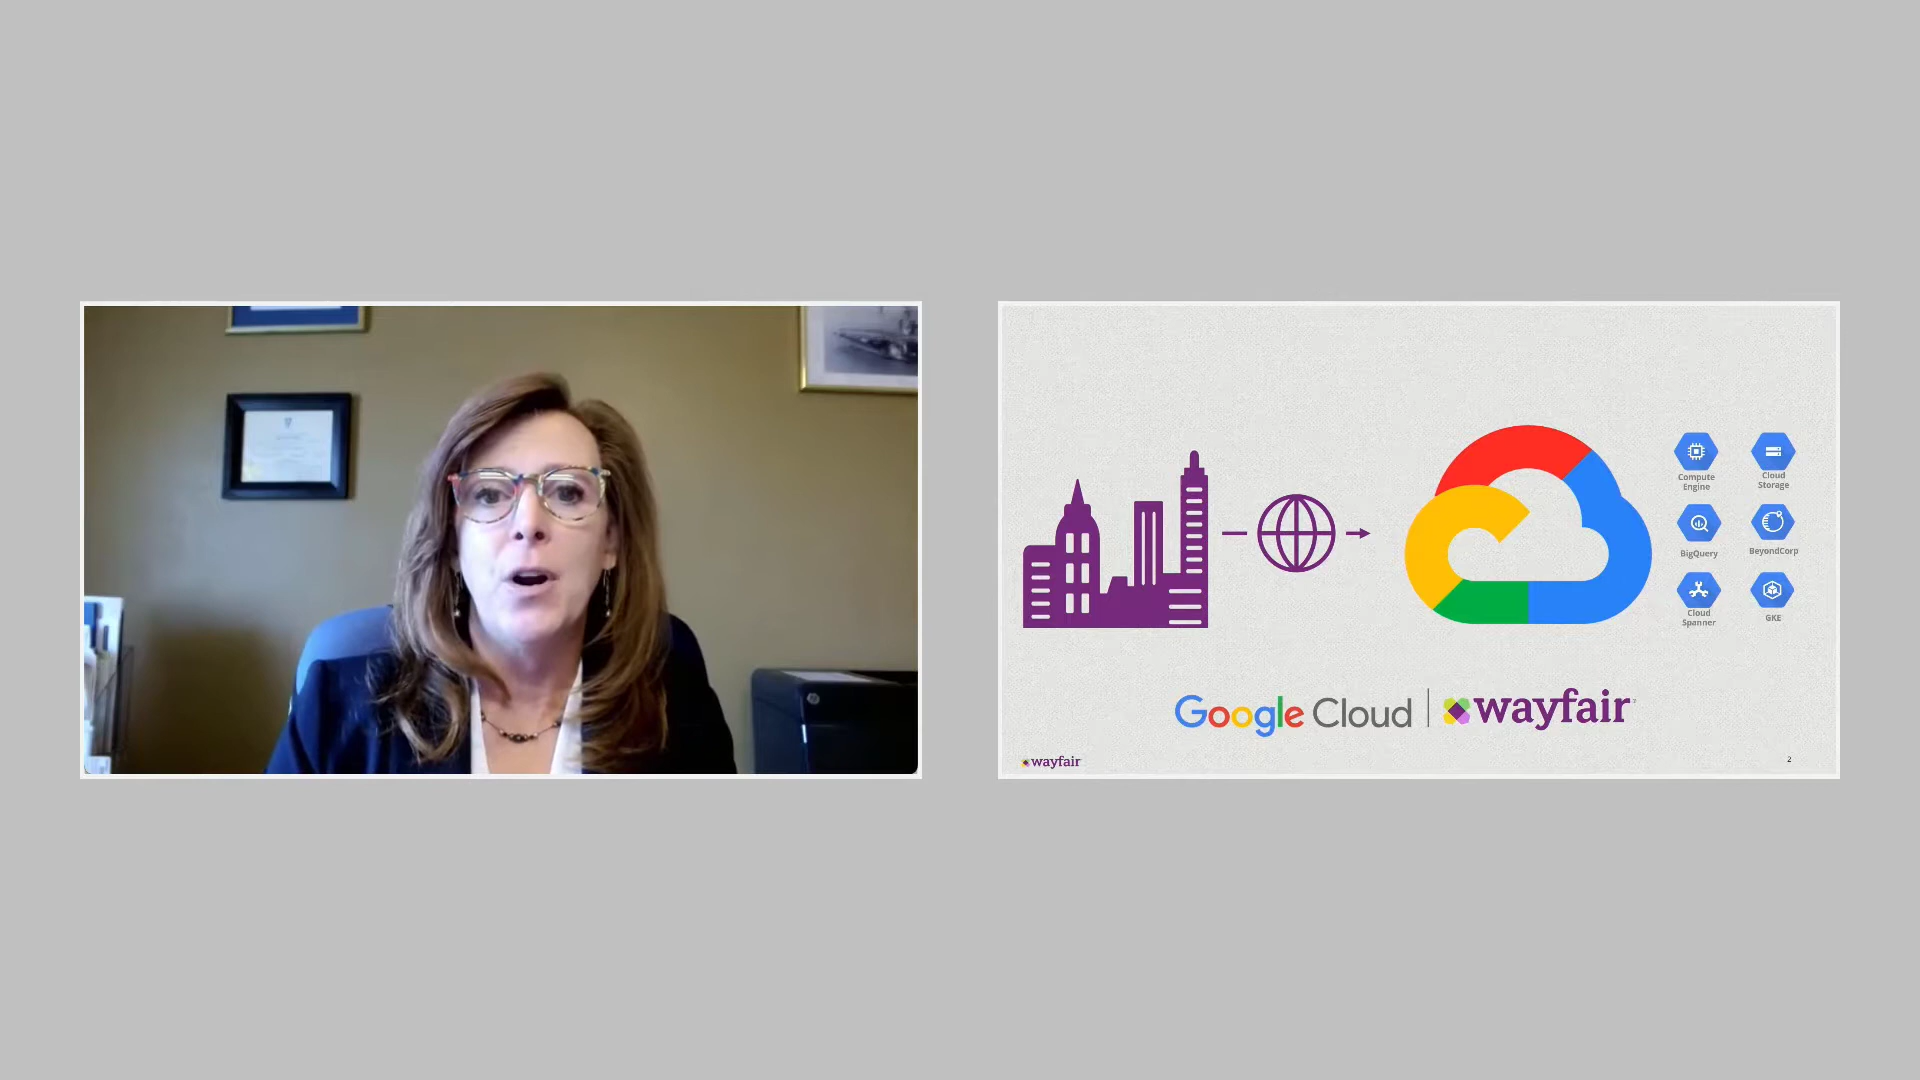 Compute
Engine
Cloud
Storage
BigQuery
BeyondCorp
Cloud
Spanner
GKE
Google Cloud | wayfair
wayfair
2